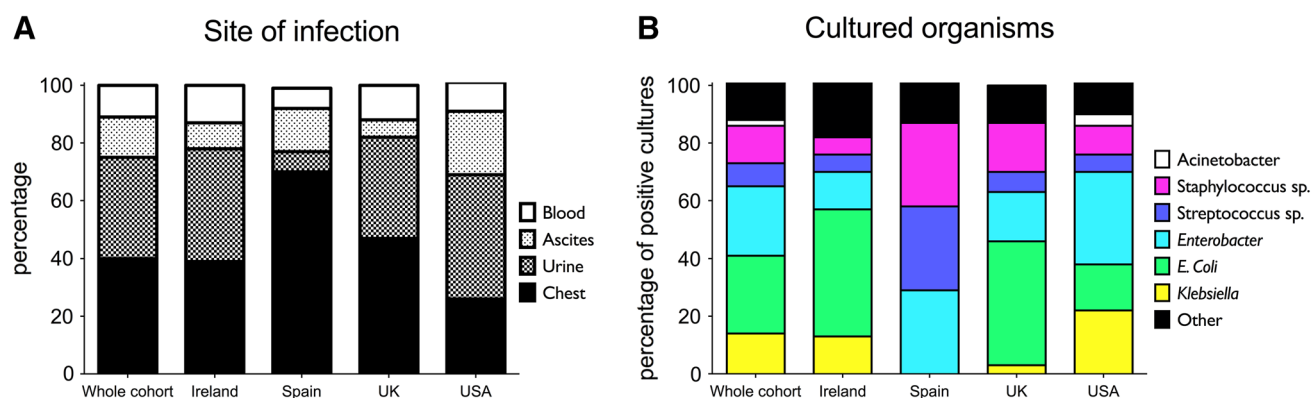 A
Site of infection
percentage
100
80
60
40
20
0
Whole cohort
Ireland
Spain
UK
USA
Blood
Ascites
Urine
Chest
B
Cultured organisms
percentage of positive cultures
100
80
60
40
20
0
Whole cohort
Ireland
Spain
UK
USA
Acinetobacter
Staphylococcus sp.
Streptococcus sp.
Enterobacter
E. Coli
Klebsiella
Other